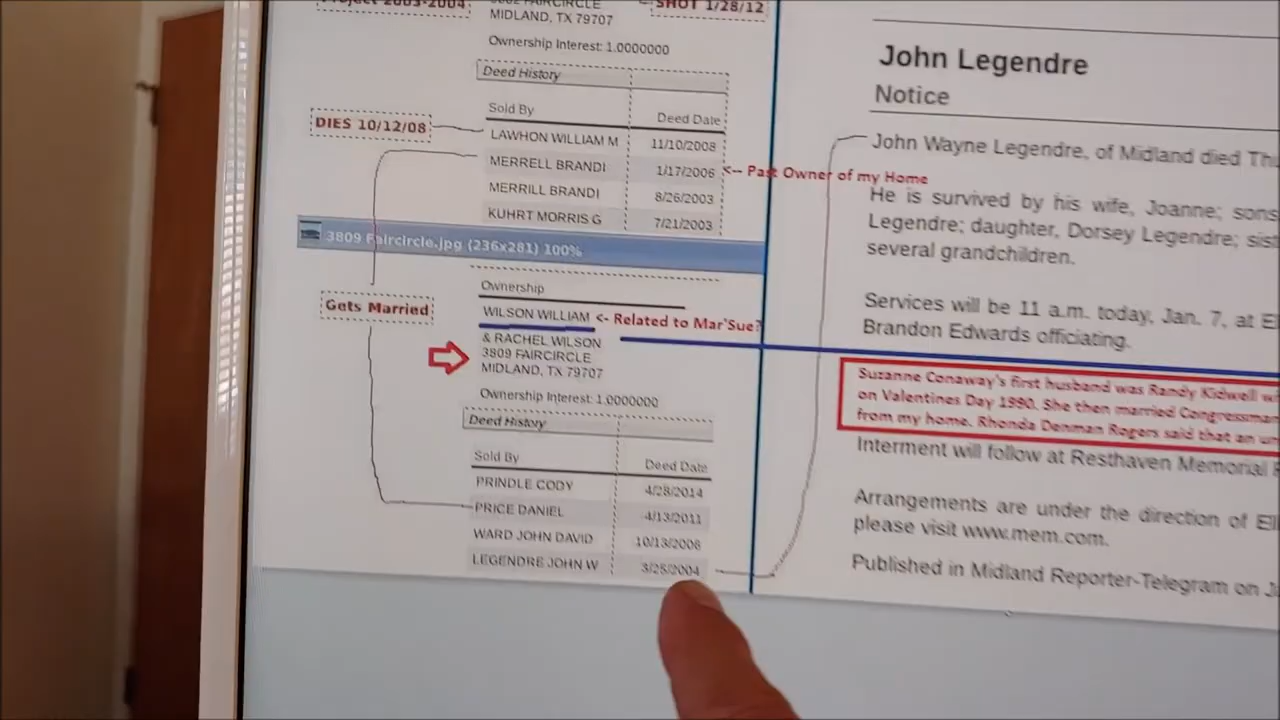 Project 2003-2004
SHOT 1/28/12
FAIRCIRCLE
MIDLAND, TX 79707
Ownership Interest: 1.0000000
Deed History
Sold By Deed Date
DIES 10/12/08
LAWHON WILLIAM M 11/10/2008
MERRELL BRANDI 1/17/2006 <-- Past Owner of my Home
MERRILL BRANDI 8/26/2003
KUHRT MORRIS G 7/21/2003
3809 Faircircle.jpg (236x281) 100%
Ownership
Gets Married
WILSON WILLIAM <- Related to Mar'Sue?
& RACHEL WILSON
3809 FAIRCIRCLE
MIDLAND, TX 79707
Ownership Interest: 1.0000000
Deed History
Sold By Deed Date
PRINDLE CODY 4/28/2014
PRICE DANIEL 4/13/2011
WARD JOHN DAVID 10/13/2006
LEGENDRE JOHN W 3/25/2004
John Legendre
Notice
John Wayne Legendre, of Midland died
He is survived by his wife, Joanne; sons
Legendre; daughter, Dorsey Legendre;
several grandchildren.
Services will be 11 a.m. today, Jan. 7, at
Brandon Edwards officiating.
Suzanne Conaway's first husband was Randy Kidwell
on Valentines Day 1990. She then married Congressman
from my home. Rhonda Denman Rogers said that an
Interment will follow at Resthaven Memorial
Arrangements are under the direction of
please visit www.mem.com.
Published in Midland Reporter-Telegram on